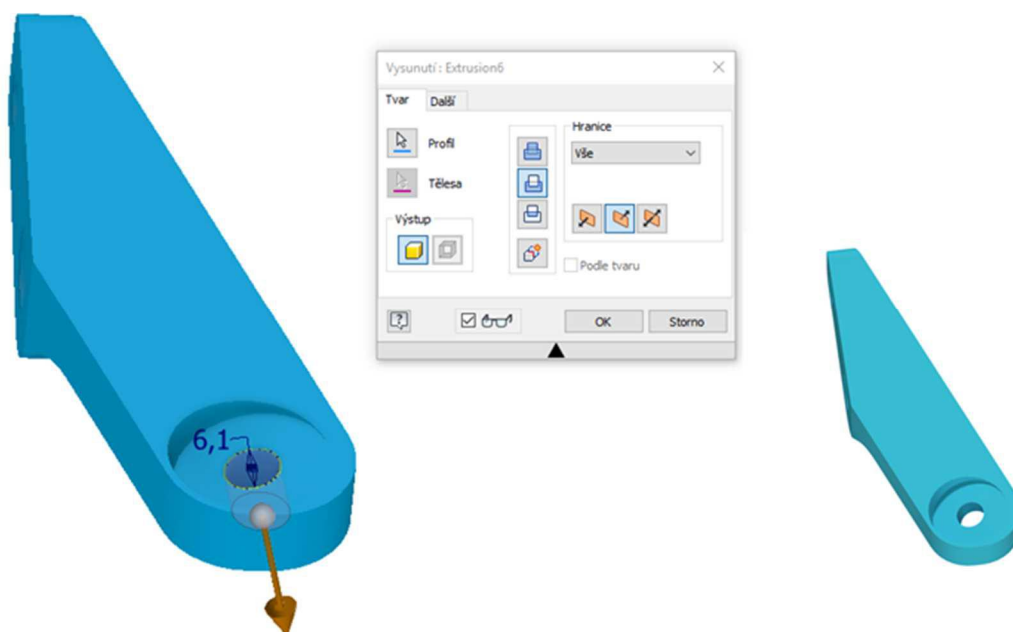 Vysunutí : Extrusion6
Tvar
Další
Profil
Tělesa
Výstup
Hranice
Vše
Podle tvaru
?
OK
Storno
6,1